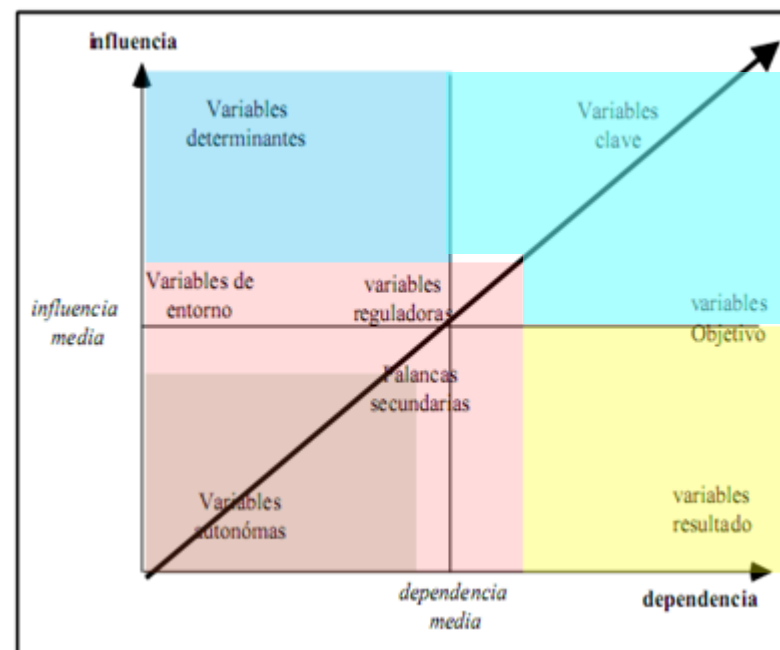 influencia
Variables
determinantes
Variables
clave
Variables de
entorno
variables
reguladoras
influencia
media
variables
Objetivo
Palancas
secundarias
Variables
autonómas
variables
resultado
dependencia
media
dependencia